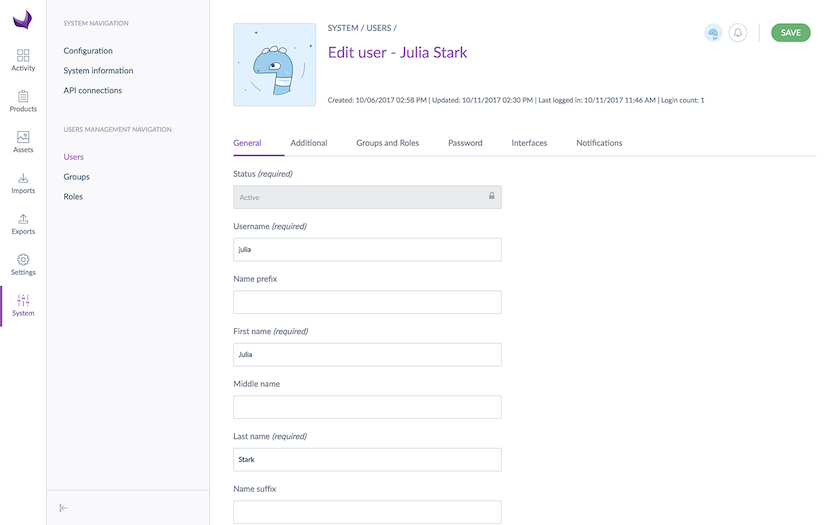 Activity
Products
Assets
Imports
Exports
Settings
System
SYSTEM NAVIGATION
Configuration
System information
API connections
USERS MANAGEMENT NAVIGATION
Users
Groups
Roles
SYSTEM / USERS /
Edit user - Julia Stark
SAVE
Created: 10/06/2017 02:58 PM | Updated: 10/11/2017 02:30 PM | Last logged in: 10/11/2017 11:46 AM | Login count: 1
General Additional Groups and Roles Password Interfaces Notifications
Status (required)
Active
Username (required)
julia
Name prefix
First name (required)
Julia
Middle name
Last name (required)
Stark
Name suffix